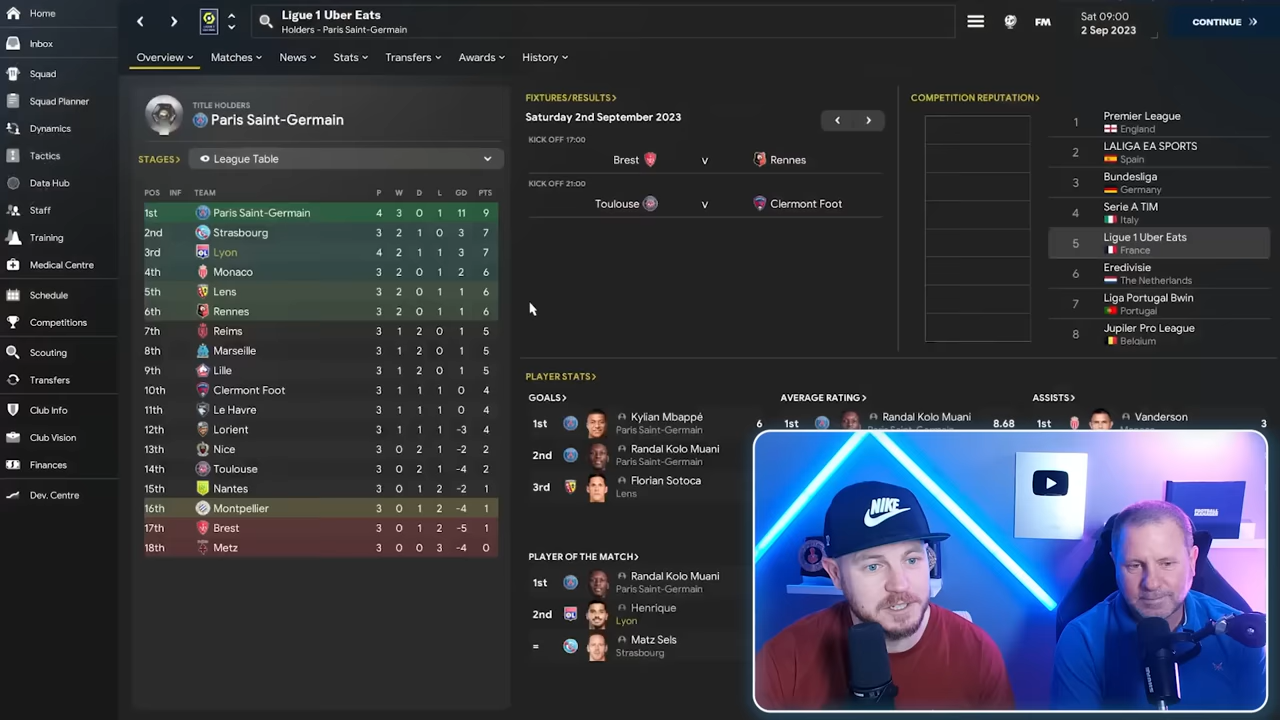 Home
Inbox
Squad
Squad Planner
Dynamics
Tactics
Data Hub
Staff
Training
Medical Centre
Schedule
Competitions
Scouting
Transfers
Club Info
Club Vision
Finances
Dev. Centre
Ligue 1 Uber Eats
Holders - Paris Saint-Germain
FM
Sat 09:00
2 Sep 2023
CONTINUE
Overview Matches News Stats Transfers Awards History
TITLE HOLDERS
Paris Saint-Germain
STAGES> League Table
POS INF TEAM P W D L GD PTS
1st Paris Saint-Germain 4 3 0 1 11 9
2nd Strasbourg 3 2 1 0 3 7
3rd Lyon 4 2 1 1 3 7
4th Monaco 3 2 0 1 2 6
5th Lens 3 2 0 1 1 6
6th Rennes 3 2 0 1 1 6
7th Reims 3 1 2 0 1 5
8th Marseille 3 1 2 0 1 5
9th Lille 3 1 2 0 1 5
10th Clermont Foot 3 1 1 1 0 4
11th Le Havre 3 1 1 1 0 4
12th Lorient 3 1 1 1 -3 4
13th Nice 3 0 2 1 -2 2
14th Toulouse 3 0 2 1 -4 2
15th Nantes 3 0 1 2 -2 1
16th Montpellier 3 0 1 2 -4 1
17th Brest 3 0 1 2 -5 1
18th Metz 3 0 0 3 -4 0
FIXTURES/RESULTS>
Saturday 2nd September 2023
KICK OFF 17:00
Brest v Rennes
KICK OFF 21:00
Toulouse v Clermont Foot
COMPETITION REPUTATION>
1 Premier League
England
2 LALIGA EA SPORTS
Spain
3 Bundesliga
Germany
4 Serie A TIM
Italy
5 Ligue 1 Uber Eats
France
6 Eredivisie
The Netherlands
7 Liga Portugal Bwin
Portugal
8 Jupiler Pro League
Belgium
PLAYER STATS>
GOALS>
1st Kylian Mbappé 6
Paris Saint-Germain
2nd Randal Kolo Muani
Paris Saint-Germain
3rd Florian Sotoca
Lens
AVERAGE RATING>
1st Randal Kolo Muani 8.68
ASSISTS>
1st Vanderson 3
PLAYER OF THE MATCH>
1st Randal Kolo Muani
Paris Saint-Germain
2nd Henrique
Lyon
= Matz Sels
Strasbourg
NIKE